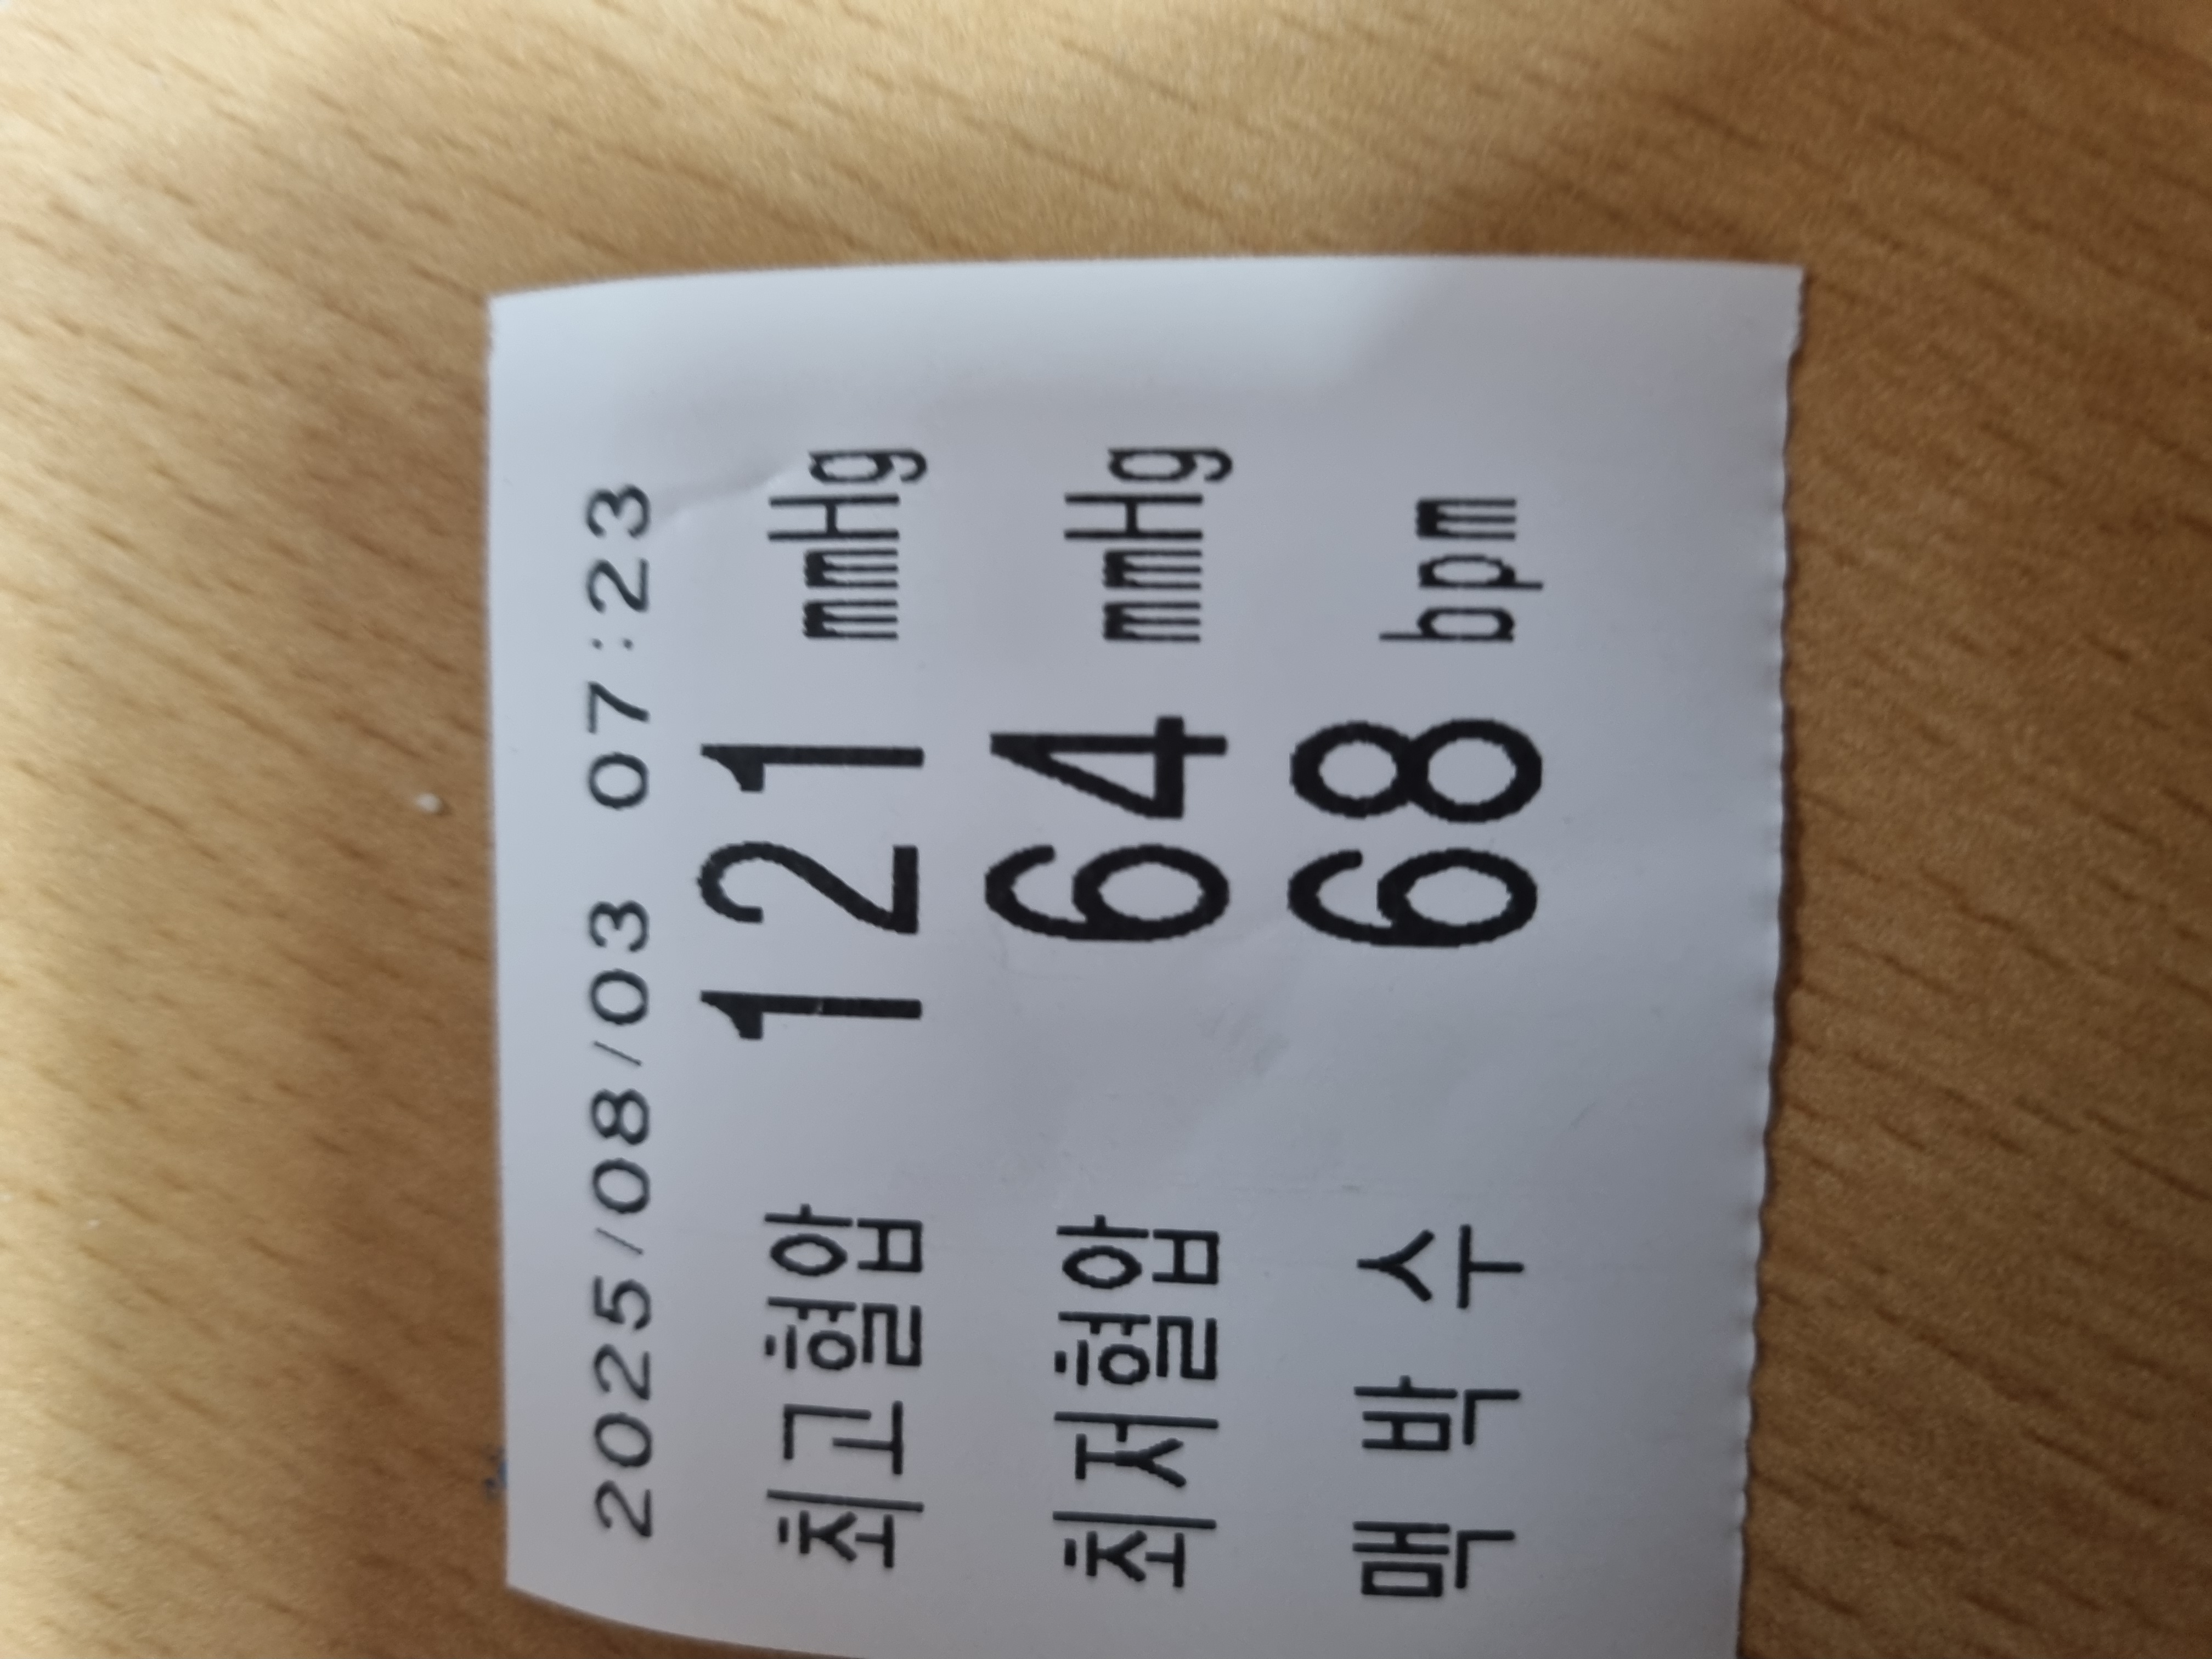 2025/08/03 07:23
최고혈압 121 mmHg
최저혈압 64 mmHg
맥 박 수 68 bpm